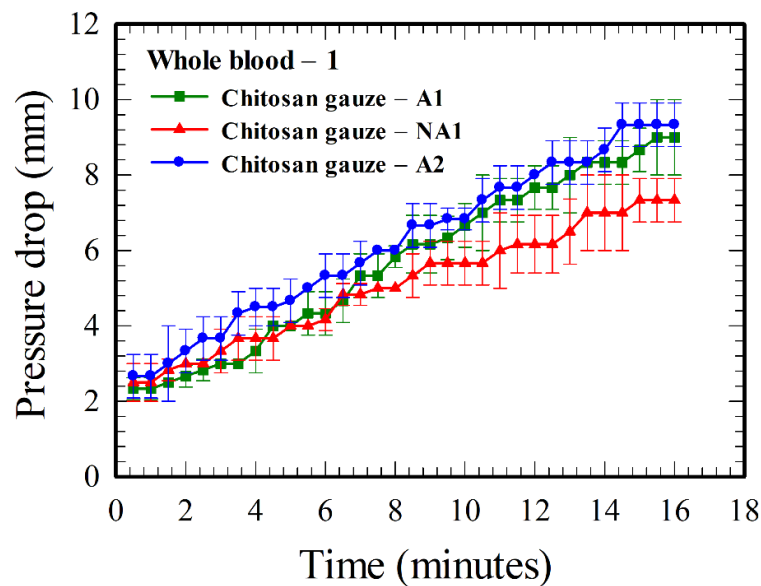 12
10
8
6
4
2
0
Pressure drop (mm)
Whole blood – 1
Chitosan gauze – A1
Chitosan gauze – NA1
Chitosan gauze – A2
0 2 4 6 8 10 12 14 16 18
Time (minutes)